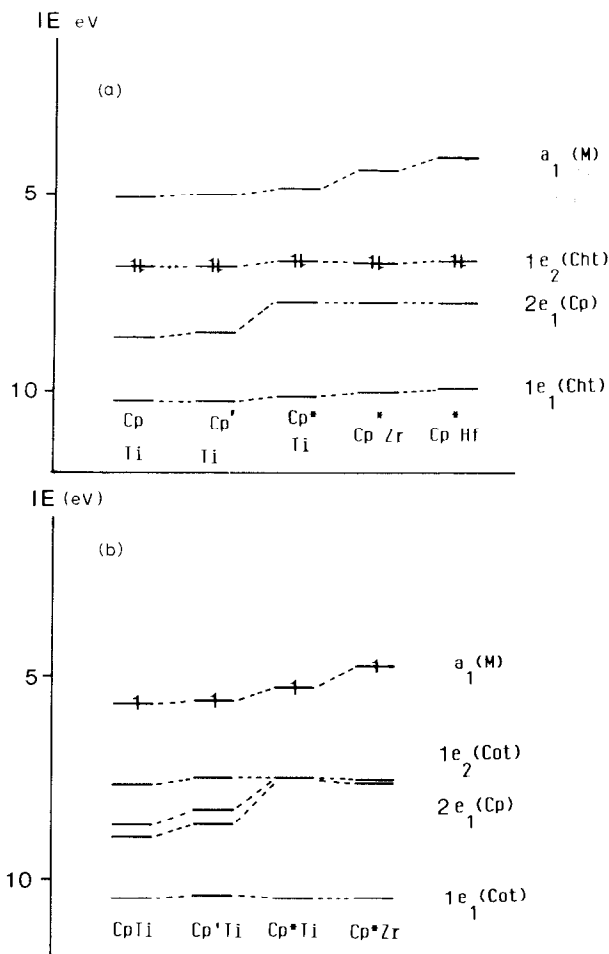 IE eV
(a)
a₁(M)
5
1e₂(Cht)
2e₁(Cp)
10
1e₁(Cht)
Cp Cp' Cp* Cp* Zr Cp* Hf
Ti Ti Ti
IE (eV)
(b)
a₁(M)
5
1e₂(Cot)
2e₁(Cp)
10
1e₁(Cot)
CpTi Cp'Ti Cp*Ti Cp*Zr